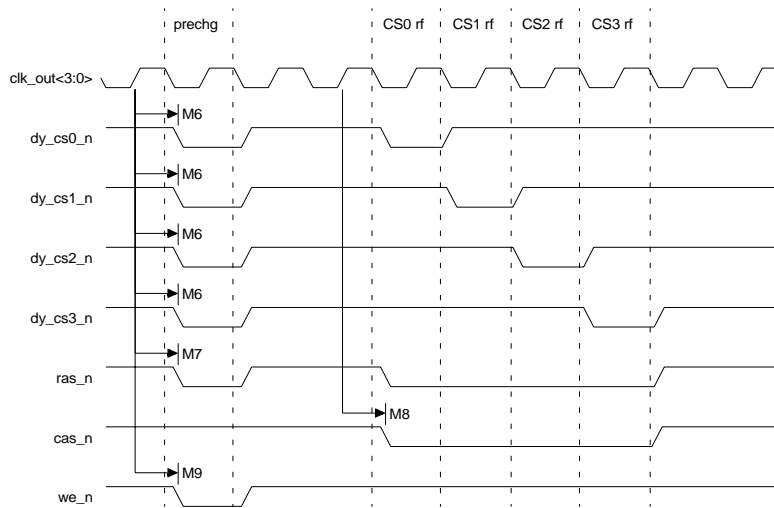 prechg CS0 rf CS1 rf CS2 rf CS3 rf
clk_out<3:0>
M6
dy_cs0_n
M6
dy_cs1_n
M6
dy_cs2_n
M6
dy_cs3_n
M7
ras_n
M8
cas_n
M9
we_n